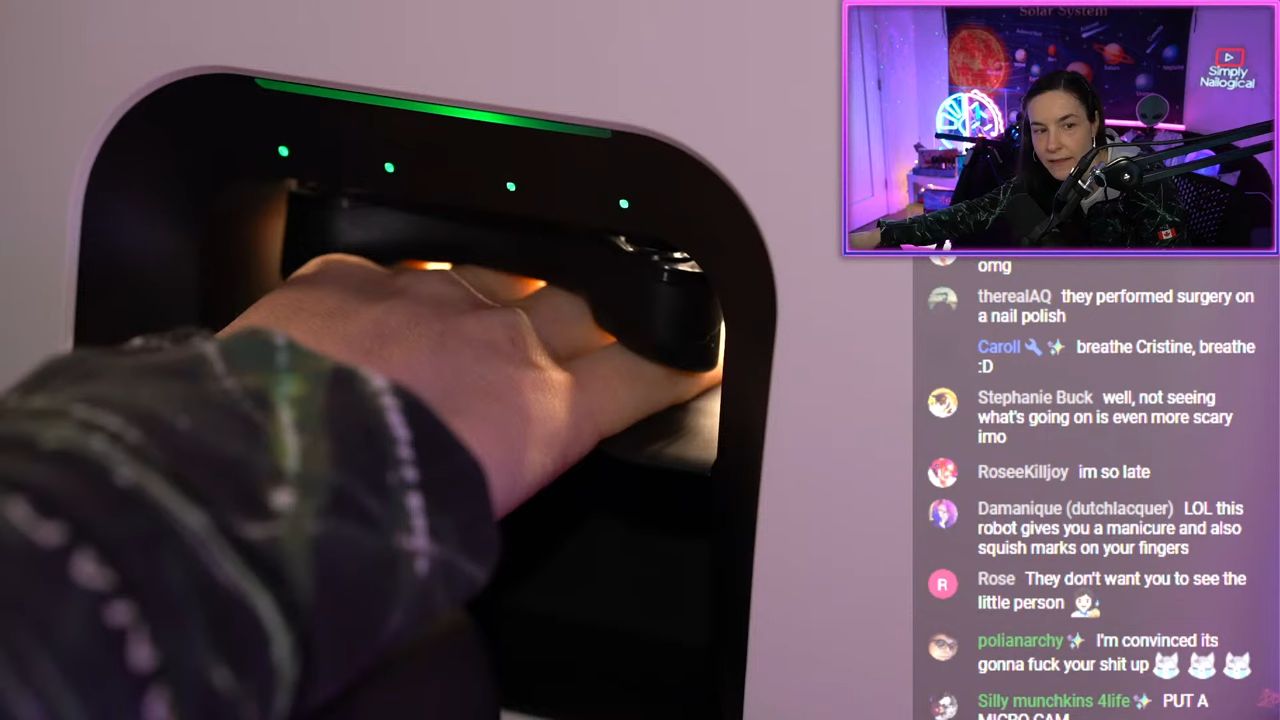 Solar System
Simply
Nailogical
omg
therealAQ they performed surgery on
a nail polish
Caroll breathe Cristine, breathe
:D
Stephanie Buck well, not seeing
what's going on is even more scary
imo
RoseeKilljoy im so late
Damanique (dutchlacquer) LOL this
robot gives you a manicure and also
squish marks on your fingers
R
Rose They don't want you to see the
little person
polianarchy I'm convinced its
gonna fuck your shit up
Silly munchkins 4life PUT A
MICRO CAM